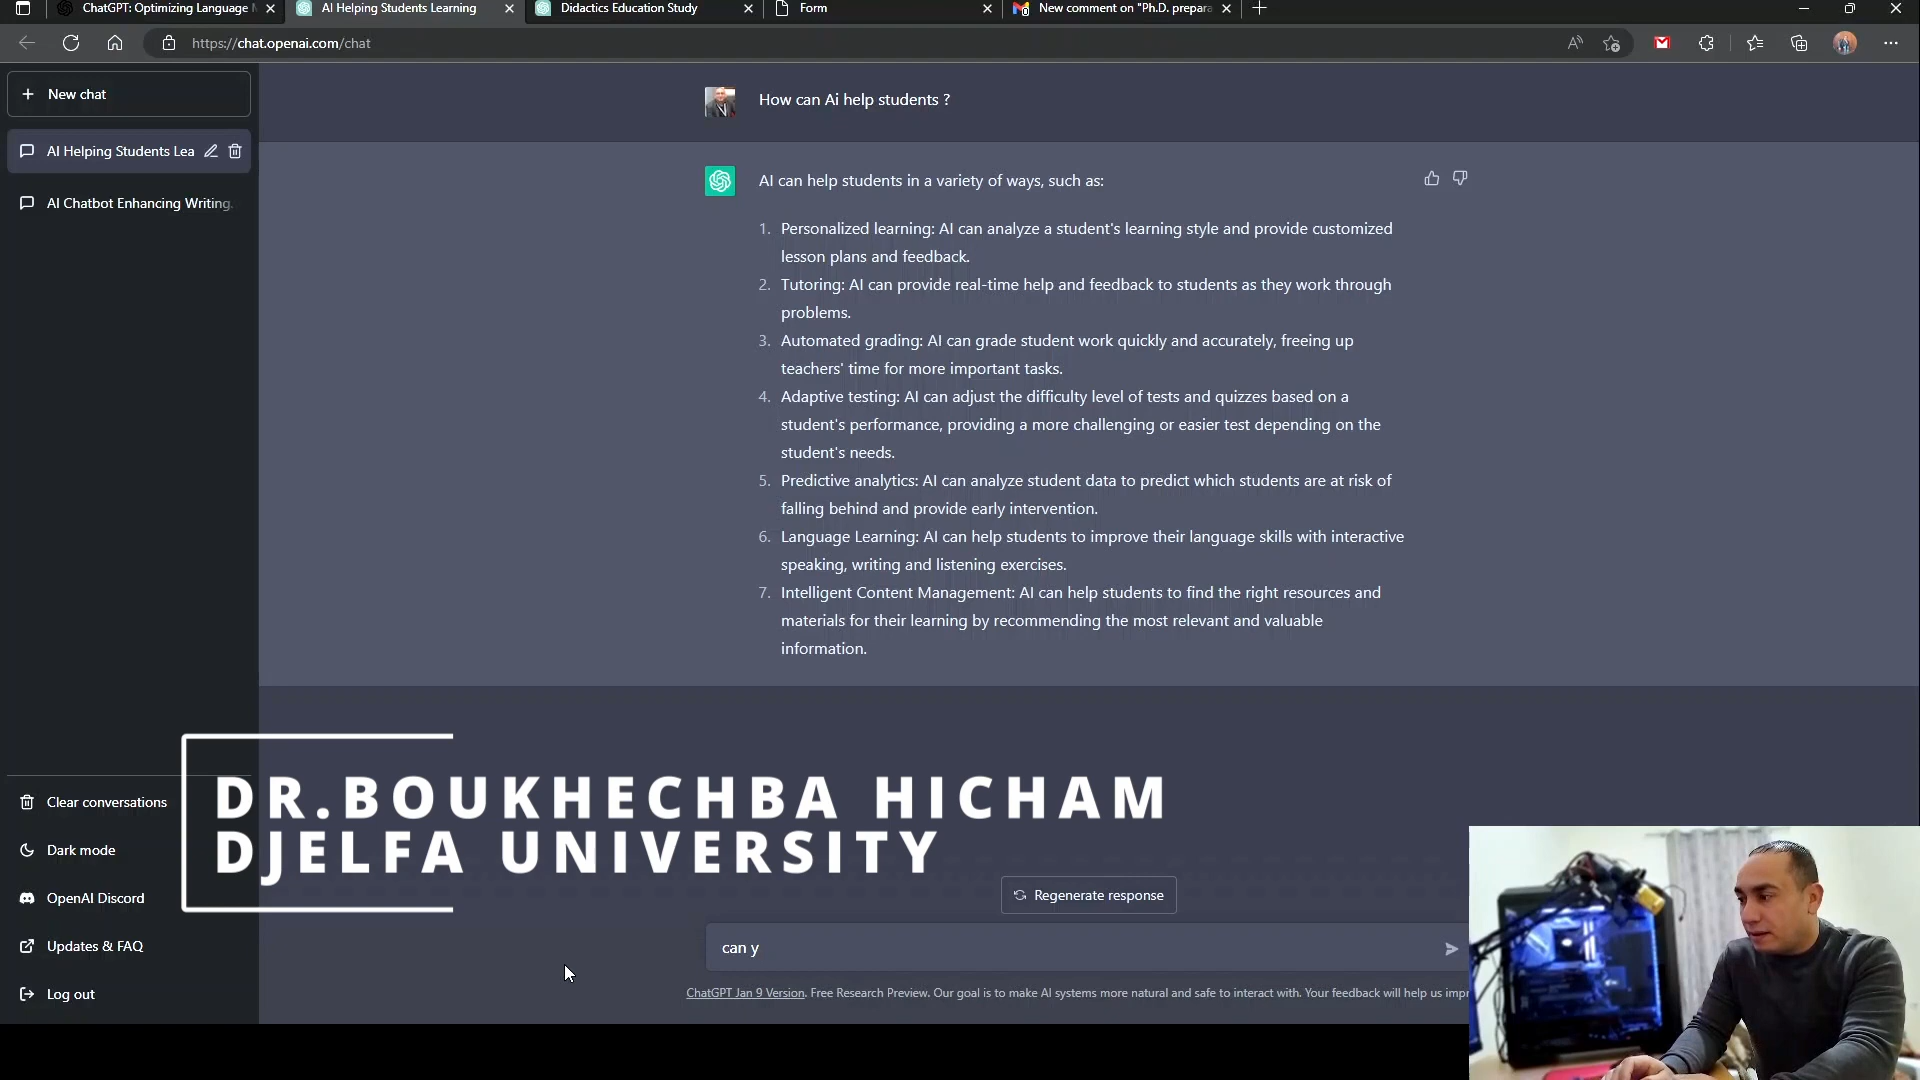 ChatGPT: Optimizing Language
AI Helping Students Learning
Didactics Education Study
Form
New comment on "Ph.D. prepara
https://chat.openai.com/chat
New chat
AI Helping Students Lea
AI Chatbot Enhancing Writing.
How can Ai help students ?
AI can help students in a variety of ways, such as:
1. Personalized learning: AI can analyze a student's learning style and provide customized
lesson plans and feedback.
2. Tutoring: AI can provide real-time help and feedback to students as they work through
problems.
3. Automated grading: AI can grade student work quickly and accurately, freeing up
teachers' time for more important tasks.
4. Adaptive testing: AI can adjust the difficulty level of tests and quizzes based on a
student's performance, providing a more challenging or easier test depending on the
student's needs.
5. Predictive analytics: AI can analyze student data to predict which students are at risk of
falling behind and provide early intervention.
6. Language Learning: AI can help students to improve their language skills with interactive
speaking, writing and listening exercises.
7. Intelligent Content Management: AI can help students to find the right resources and
materials for their learning by recommending the most relevant and valuable
information.
DR.BOUKHECHBA HICHAM
DJELFA UNIVERSITY
Clear conversations
Dark mode
OpenAI Discord
Updates & FAQ
Log out
Regenerate response
can y
ChatGPT Jan 9 Version. Free Research Preview. Our goal is to make AI systems more natural and safe to interact with. Your feedback will help us impr